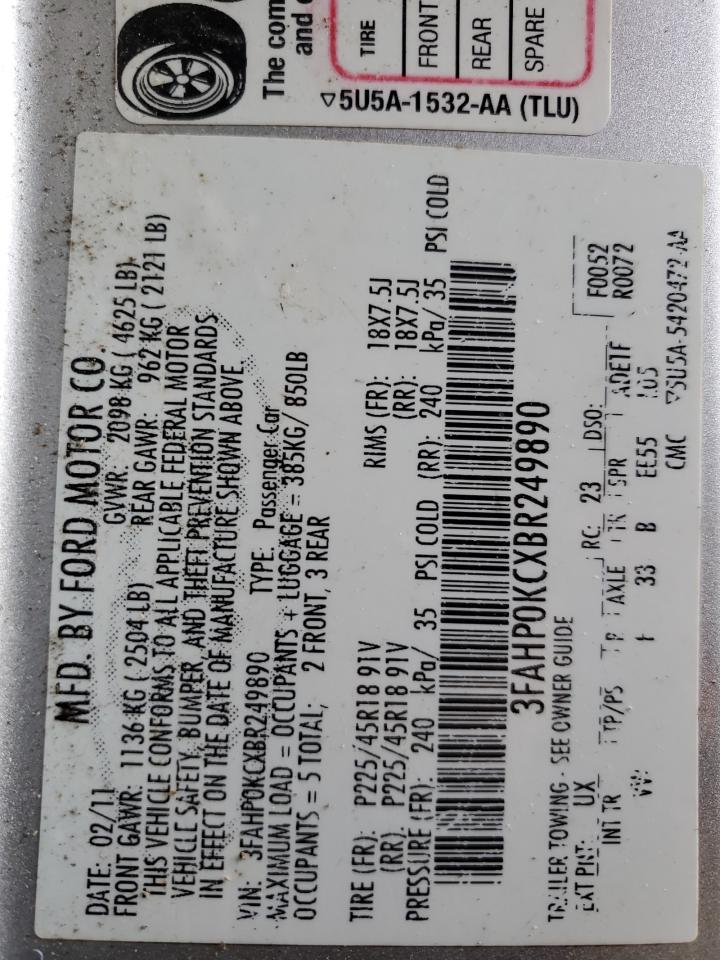 The com
and
TIRE
FRONT
REAR
SPARE
▽5U5A-1532-AA (TLU)
MFD. BY FORD MOTOR CO.
DATE: 02/11 GVWR: 2098 KG ( 4625 LB)
FRONT GAWR: 1136 KG ( 2504 LB) REAR GAWR: 962 KG ( 2121 LB)
THIS VEHICLE CONFORMS TO ALL APPLICABLE FEDERAL MOTOR
VEHICLE SAFETY, BUMPER, AND THEFT PREVENTION STANDARDS
IN EFFECT ON THE DATE OF MANUFACTURE SHOWN ABOVE.
VIN: 3FAHP0KCXBR249890 TYPE: Passenger Car
MAXIMUM LOAD = OCCUPANTS + LUGGAGE = 385KG/ 850LB
OCCUPANTS = 5 TOTAL; 2 FRONT, 3 REAR
TIRE (FR): P225/45R18 91V RIMS (FR): 18X7.5J
(RR): P225/45R18 91V (RR): 18X7.5J
PRESSURE (FR): 240 kPa/ 35 PSI COLD (RR): 240 kPa/ 35 PSI COLD
3FAHP0KCXBR249890
TRAILER TOWING - SEE OWNER GUIDE
EXT PNT: UX RC: 23 DSO: F0052
R0072
INT TR TP/PS AXLE TR SPR
33 B EE55
CMC ▽5U5A-5420472-AA